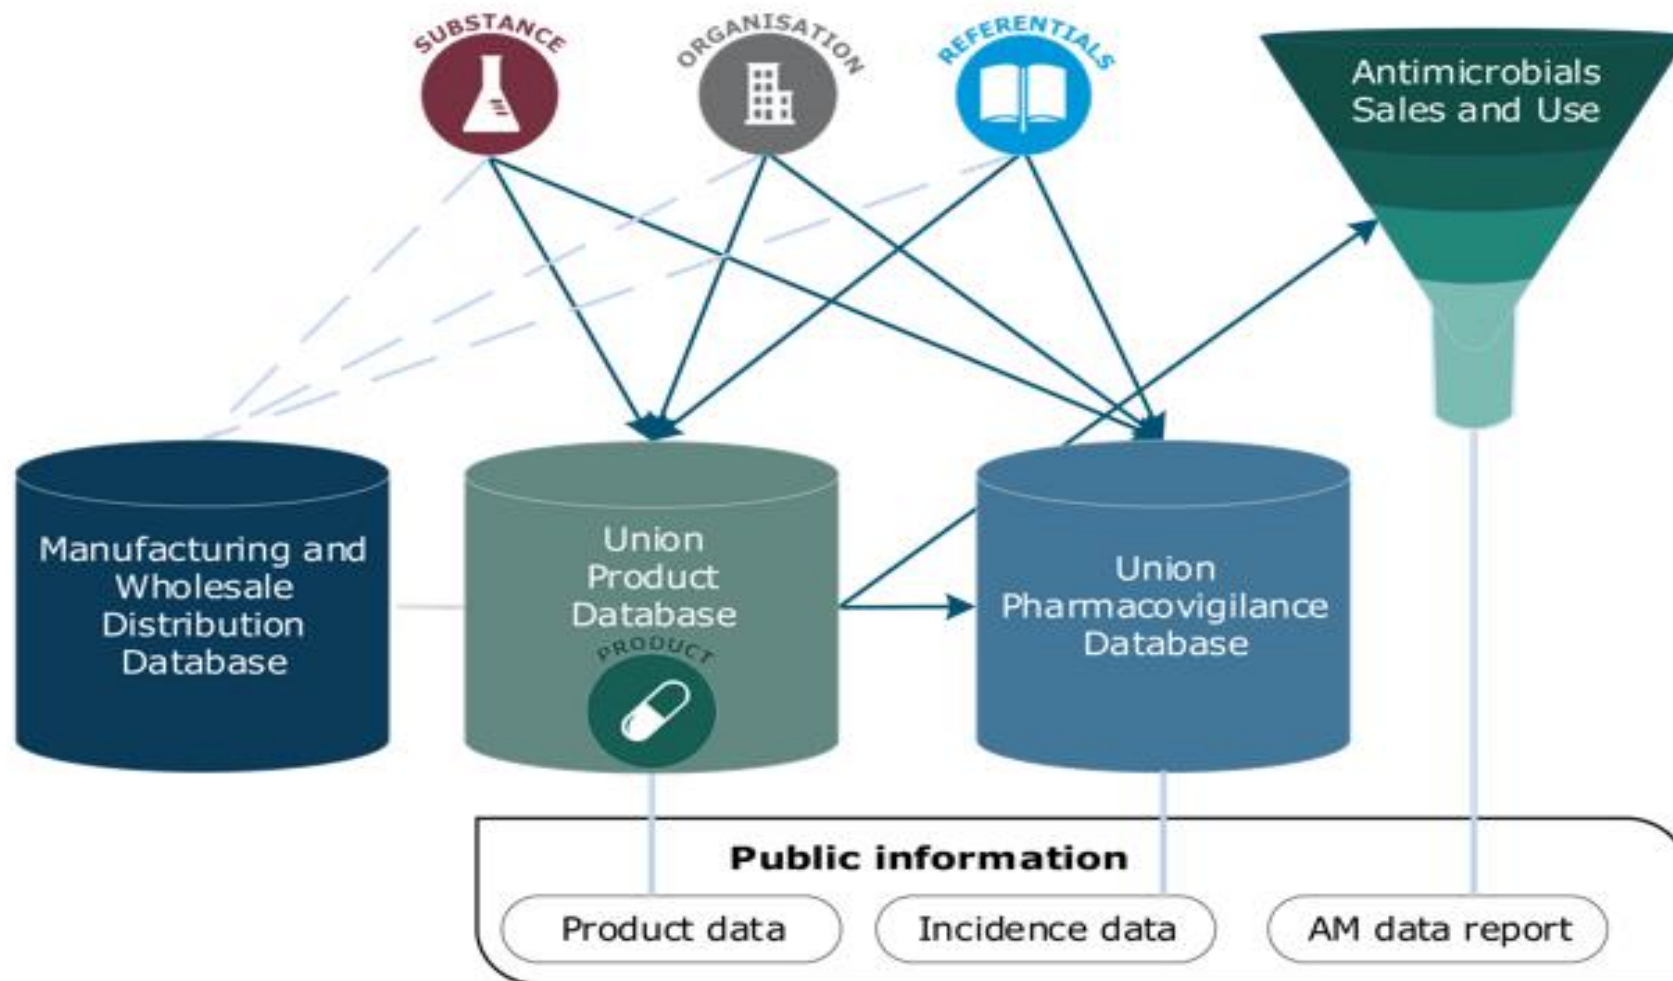 SUBSTANCE
ORGANISATION
REFERENTIALS
Antimicrobials
Sales and Use
Manufacturing and
Wholesale
Distribution
Database
Union
Product
Database
PRODUCT
Union
Pharmacovigilance
Database
Public information
Product data
Incidence data
AM data report